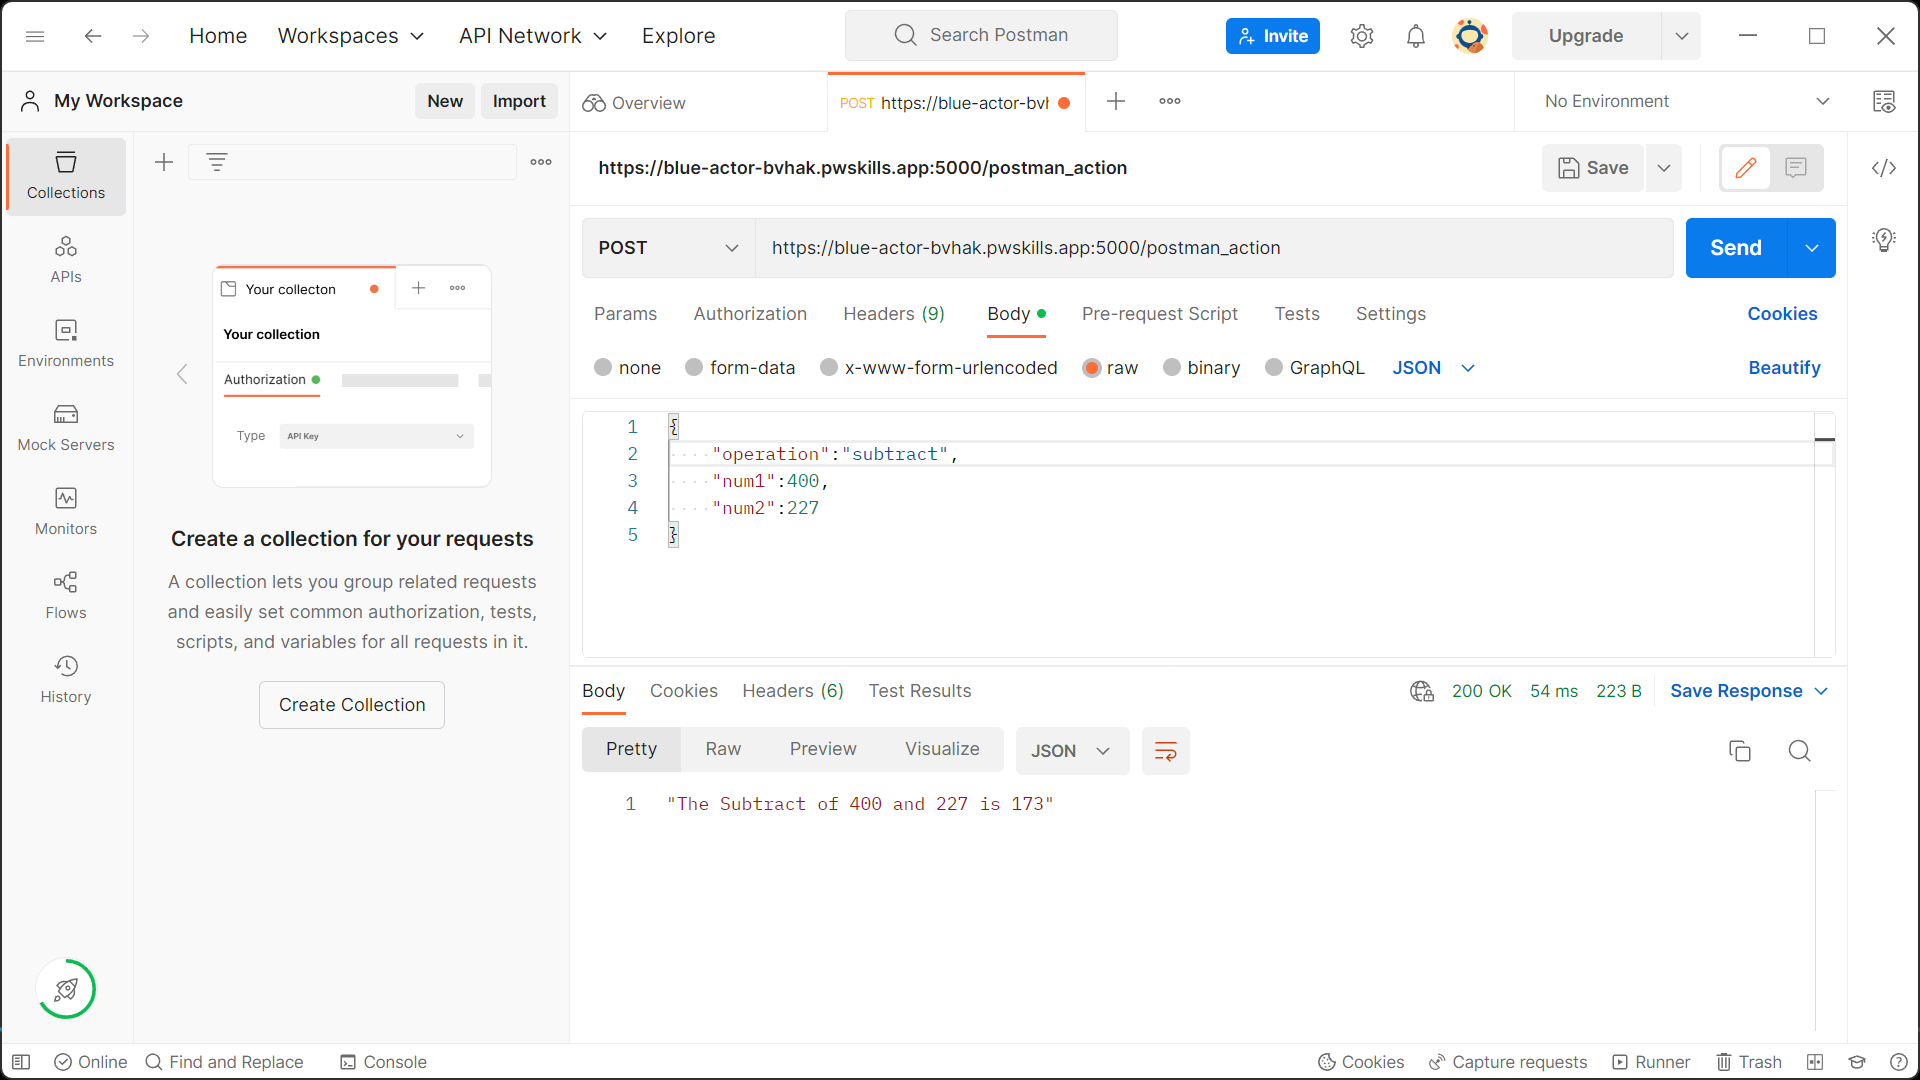 Home Workspaces API Network Explore Search Postman Invite Upgrade
My Workspace New Import Overview POST https://blue-actor-bvh No Environment
https://blue-actor-bvhak.pwskills.app:5000/postman_action Save
Collections
APIs
Environments
Mock Servers
Monitors
Flows
History
Your collecton
Your collection
Authorization
Type API Key
Create a collection for your requests
A collection lets you group related requests
and easily set common authorization, tests,
scripts, and variables for all requests in it.
Create Collection
POST https://blue-actor-bvhak.pwskills.app:5000/postman_action Send
Params Authorization Headers (9) Body Pre-request Script Tests Settings Cookies
none form-data x-www-form-urlencoded raw binary GraphQL JSON Beautify
1 {
2 "operation":"subtract",
3 "num1":400,
4 "num2":227
5 }
Body Cookies Headers (6) Test Results 200 OK 54 ms 223 B Save Response
Pretty Raw Preview Visualize JSON
1 "The Subtract of 400 and 227 is 173"
Online Find and Replace Console Cookies Capture requests Runner Trash